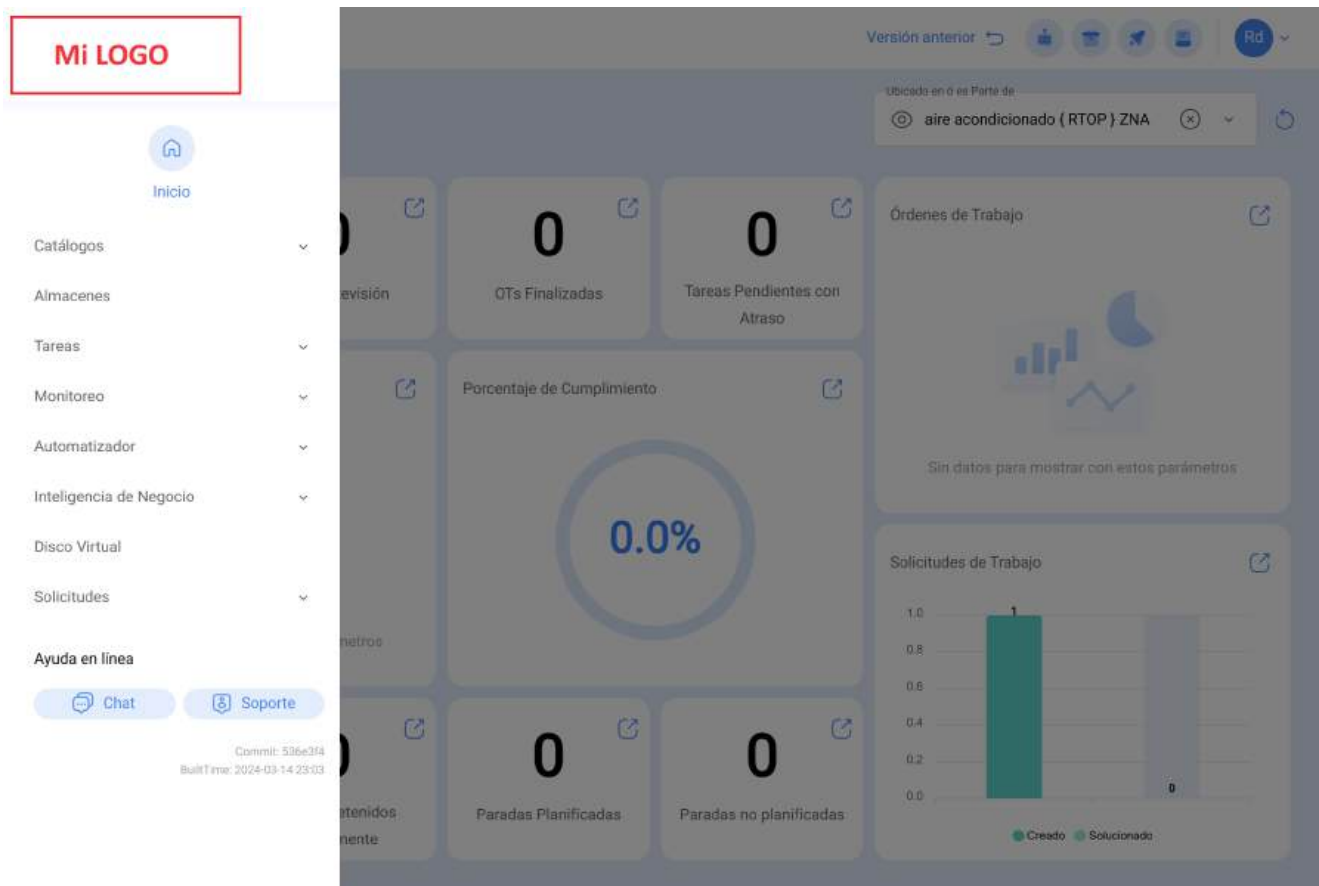 Mi LOGO
Versión anterior
Rd
Inicio
Catálogos
Almacenes
Tareas
Monitoreo
Automatizador
Inteligencia de Negocio
Disco Virtual
Solicitudes
Ayuda en línea
Chat
Soporte
Commit: 536e3f4
BuiltTime: 2024-03-14 23:03
Ubicado en ó es Parte de
aire acondicionado { RTOP } ZNA
evisión
0
OTs Finalizadas
0
Tareas Pendientes con
Atraso
Órdenes de Trabajo
Sin datos para mostrar con estos parámetros
metros
Porcentaje de Cumplimiento
0.0%
Solicitudes de Trabajo
1.0
0.8
0.6
0.4
0.2
0.0
1
0
Creado
Solucionado
etenidos
mente
0
Paradas Planificadas
0
Paradas no planificadas